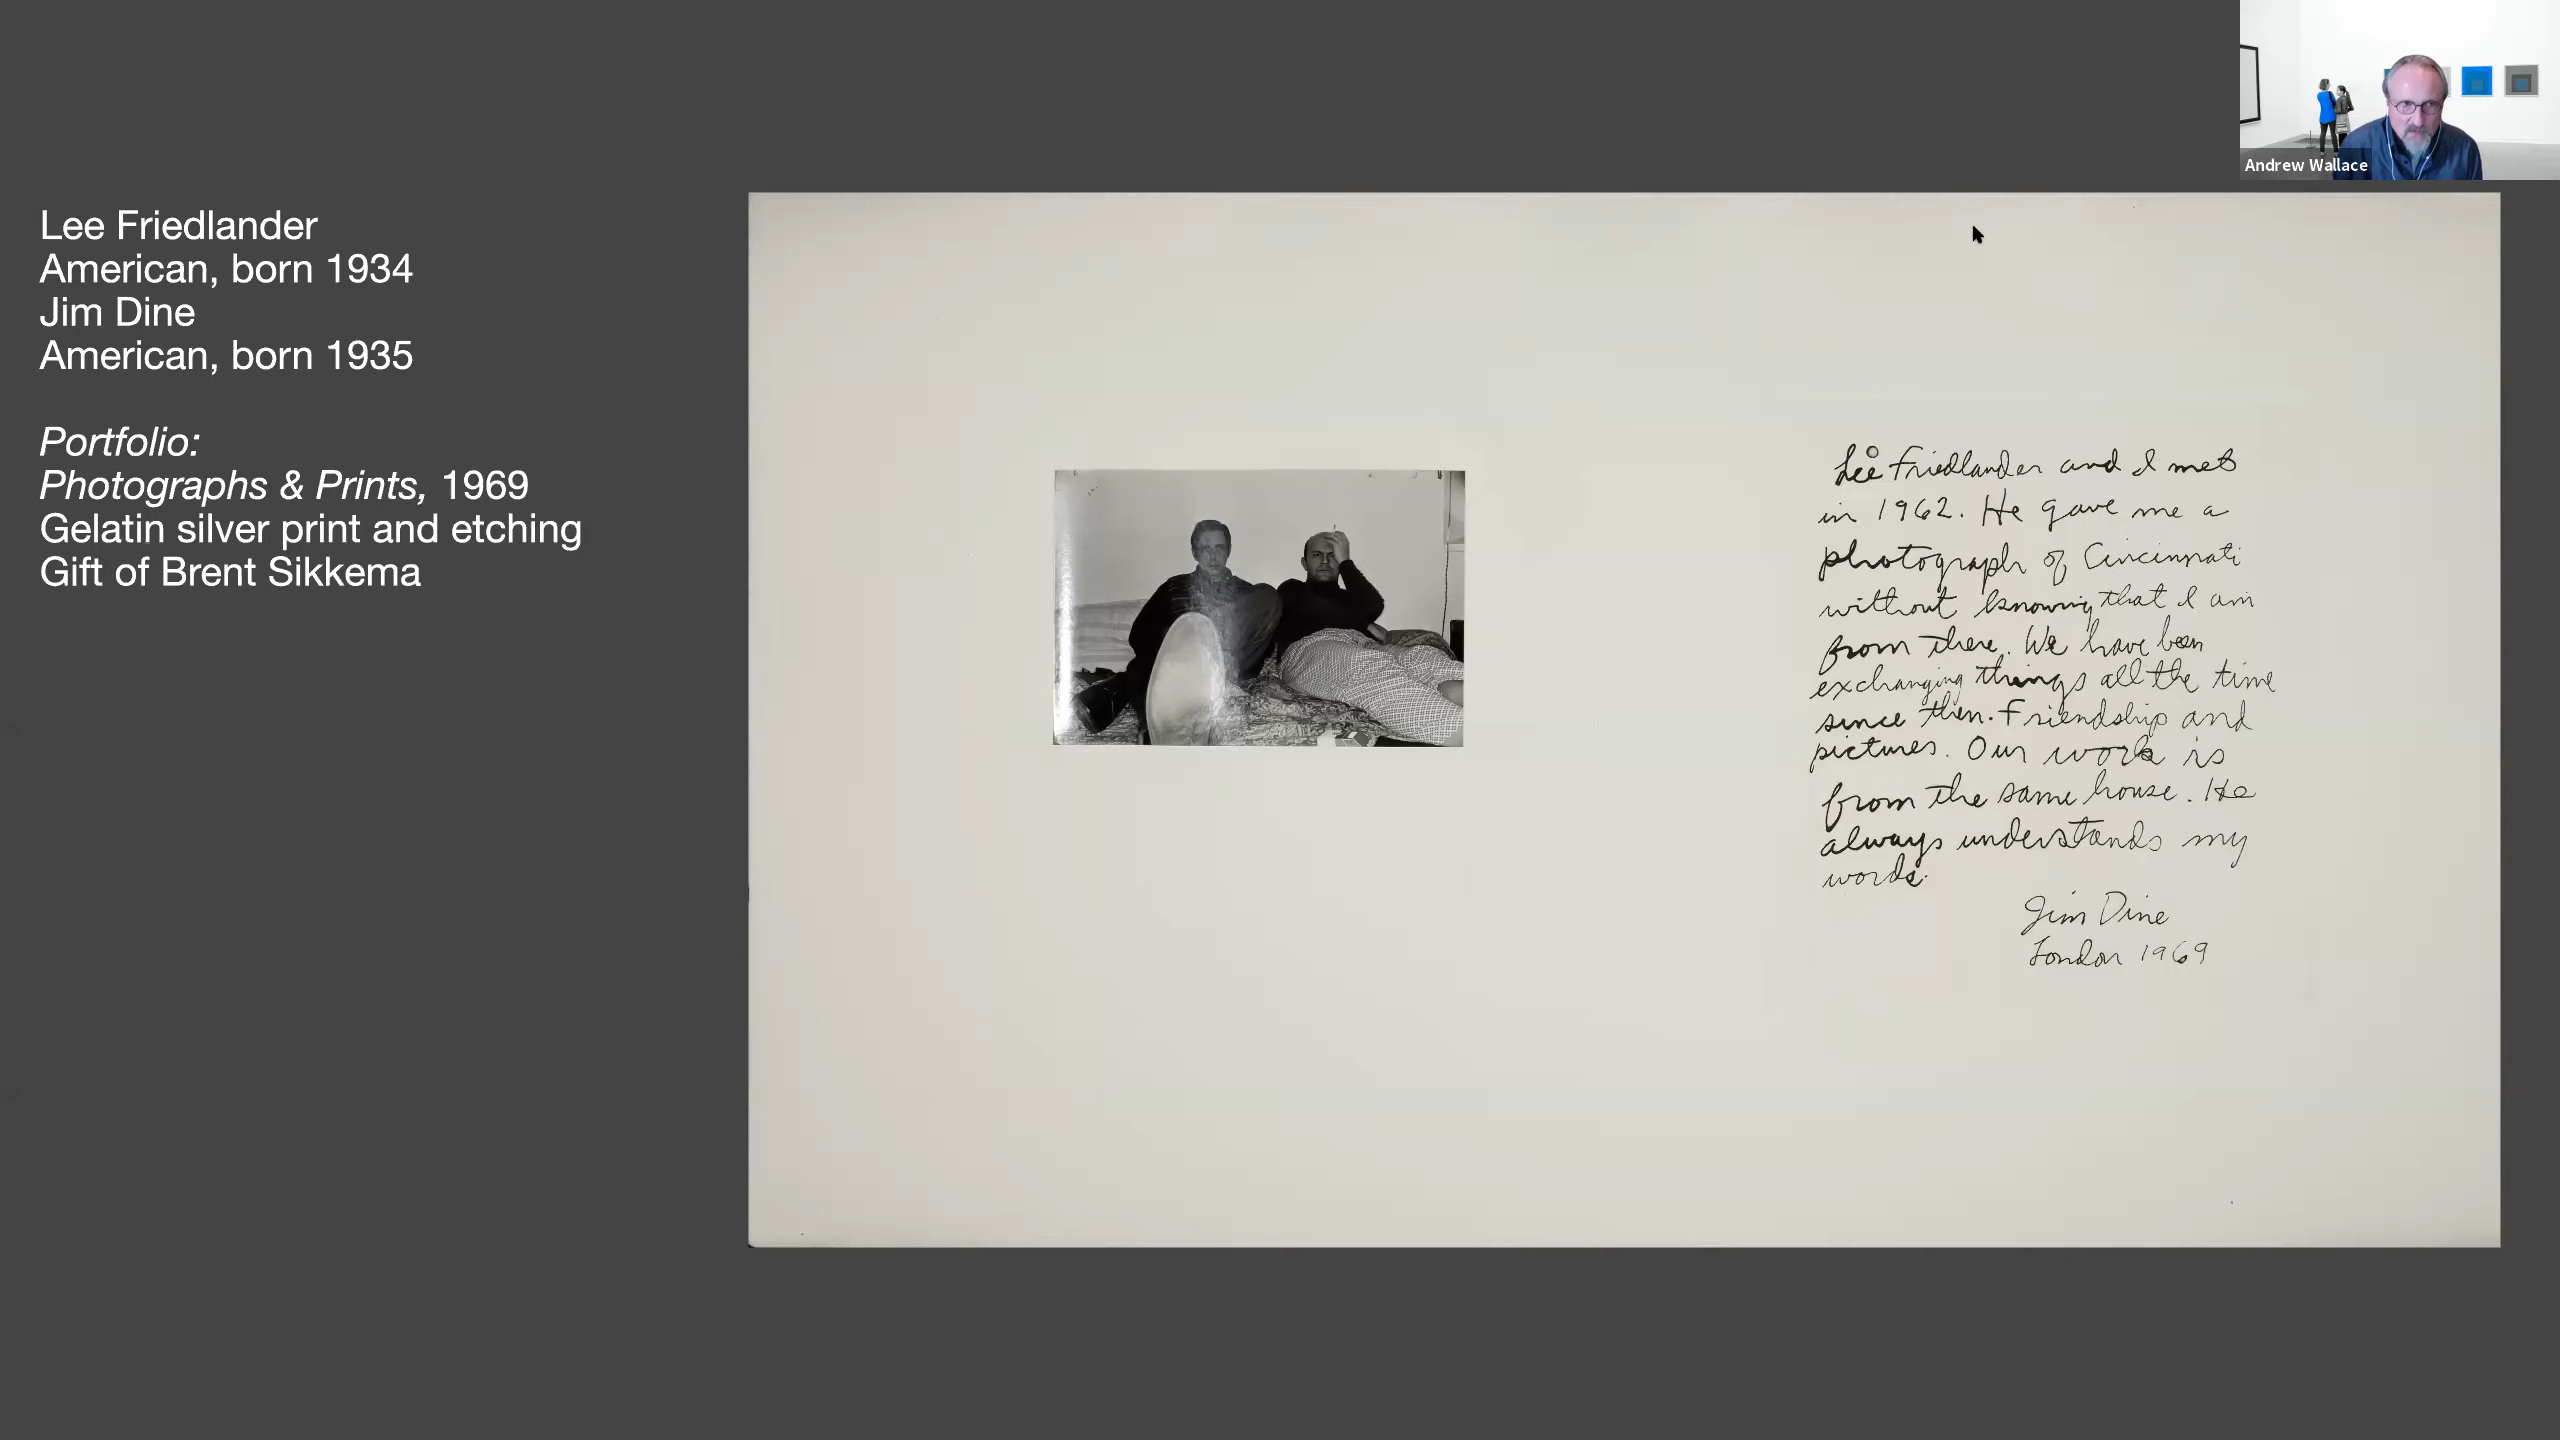 Andrew Wallace
Lee Friedlander
American, born 1934
Jim Dine
American, born 1935
Portfolio:
Photographs & Prints, 1969
Gelatin silver print and etching
Gift of Brent Sikkema
Lee Friedlander and I met
in 1962. He gave me a
photograph of Cincinnati
without knowing that I am
from there. We have been
exchanging things all the time
since then. Friendship and
pictures. Our work is
from the same house. He
always understands my
words.
Jim Dine
London 1969